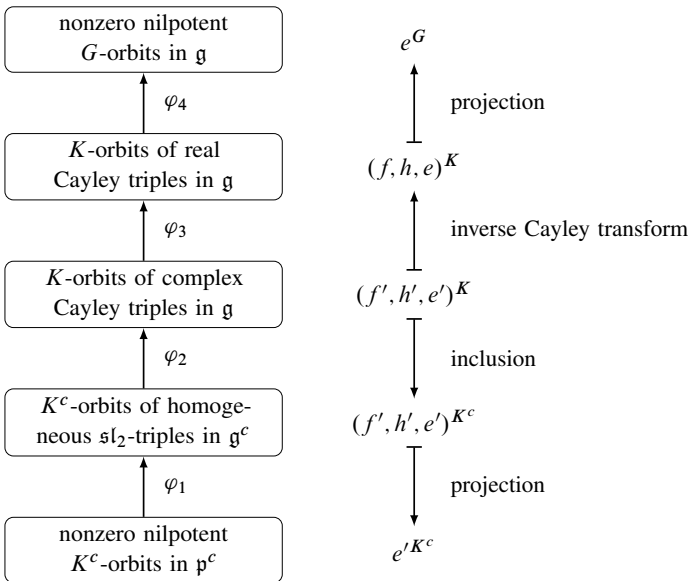 nonzero nilpotent
G-orbits in 𝔤
e^G
φ₄
projection
K-orbits of real
Cayley triples in 𝔤
(f, h, e)^K
φ₃
inverse Cayley transform
K-orbits of complex
Cayley triples in 𝔤
(f′, h′, e′)^K
φ₂
inclusion
K^c-orbits of homoge-
neous 𝔰𝔩₂-triples in 𝔤^c
(f′, h′, e′)^{K^c}
φ₁
projection
nonzero nilpotent
K^c-orbits in 𝔭^c
e′^{K^c}